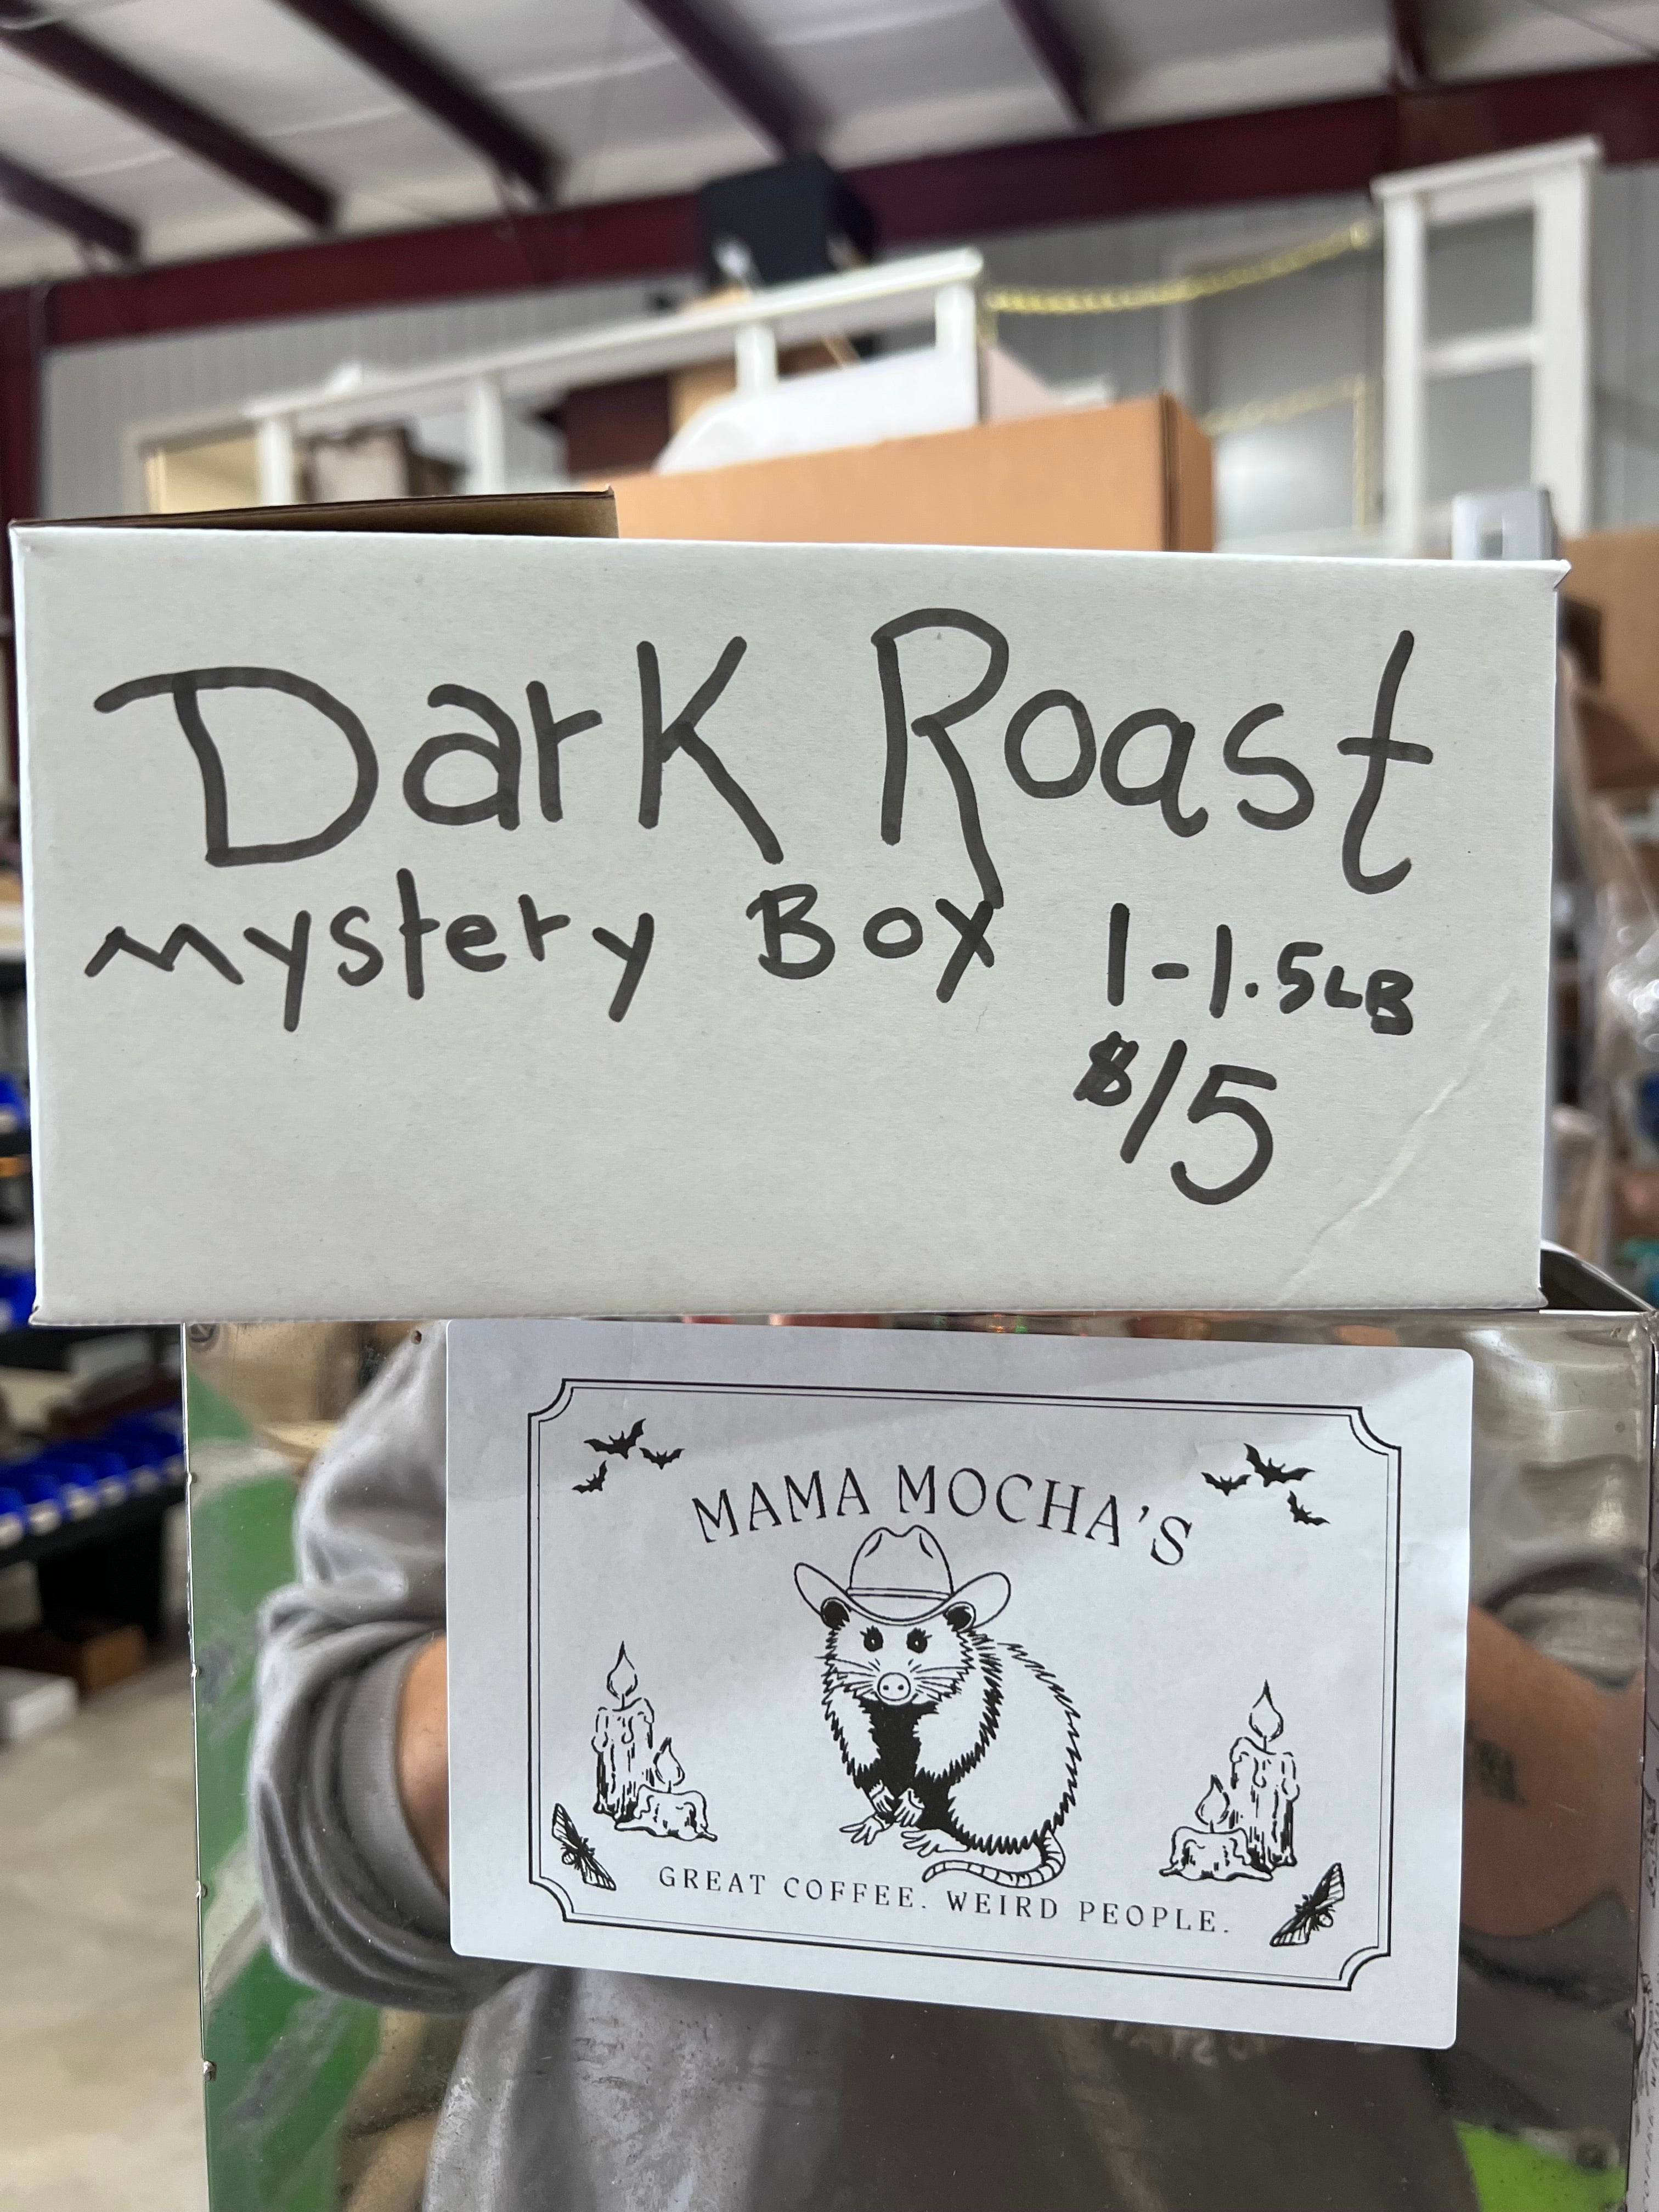 Dark Roast
Mystery Box 1-1.5LB
$15
MAMA MOCHA'S
GREAT COFFEE. WEIRD PEOPLE.